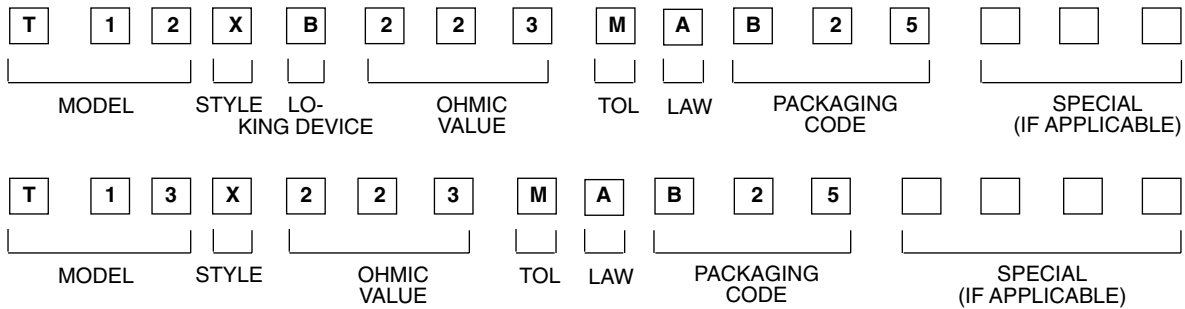 T 1 2 X B 2 2 3 M A B 2 5
MODEL STYLE LO- OHMIC TOL LAW PACKAGING SPECIAL
KING DEVICE VALUE CODE (IF APPLICABLE)
T 1 3 X 2 2 3 M A B 2 5
MODEL STYLE OHMIC TOL LAW PACKAGING SPECIAL
VALUE CODE (IF APPLICABLE)